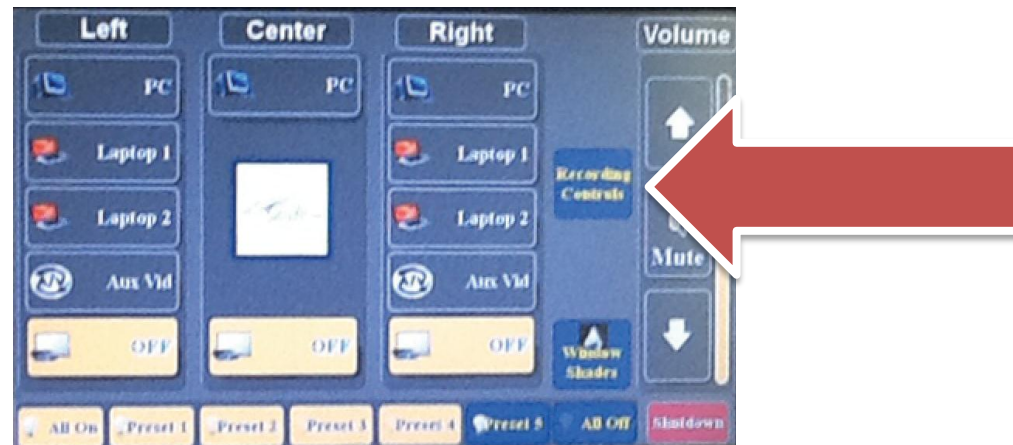 Left Center Right Volume
PC PC PC
Laptop 1 Laptop 1
Recording
Controls
Laptop 2 Laptop 2
Mute
Aux Vid Aux Vid
OFF OFF OFF
Window
Shades
All On Preset 1 Preset 2 Preset 3 Preset 4 Preset 5 All Off Shutdown